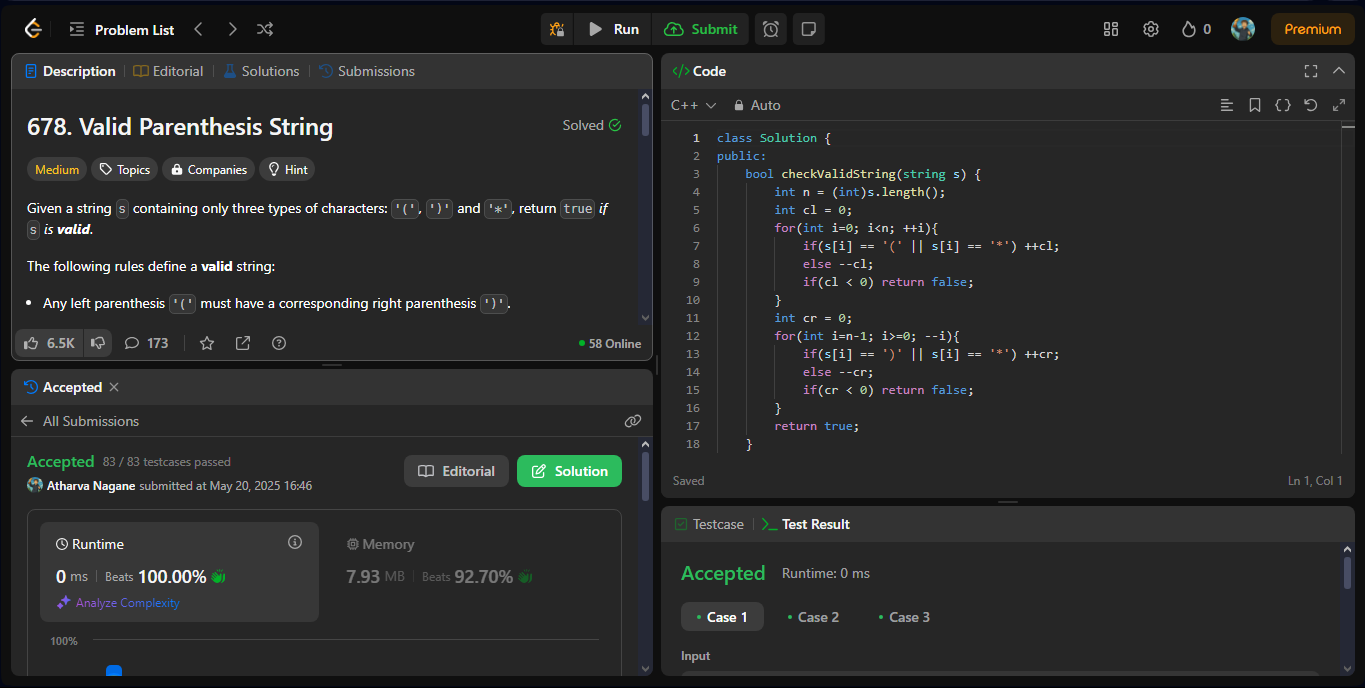 Problem List
Run
Submit
0
Premium
Description
Editorial
Solutions
Submissions
678. Valid Parenthesis String
Solved
Medium
Topics
Companies
Hint
Given a string s containing only three types of characters: '(', ')' and '*', return true if
s is valid.
The following rules define a valid string:
• Any left parenthesis '(' must have a corresponding right parenthesis ')'.
6.5K
173
58 Online
Accepted
All Submissions
Accepted 83 / 83 testcases passed
Atharva Nagane submitted at May 20, 2025 16:46
Editorial
Solution
Runtime
0 ms | Beats 100.00%
Analyze Complexity
Memory
7.93 MB | Beats 92.70%
100%
</> Code
C++
Auto
1 class Solution {
2 public:
3     bool checkValidString(string s) {
4         int n = (int)s.length();
5         int cl = 0;
6         for(int i=0; i<n; ++i){
7             if(s[i] == '(' || s[i] == '*') ++cl;
8             else --cl;
9             if(cl < 0) return false;
10         }
11         int cr = 0;
12         for(int i=n-1; i>=0; --i){
13             if(s[i] == ')' || s[i] == '*') ++cr;
14             else --cr;
15             if(cr < 0) return false;
16         }
17         return true;
18     }
Saved
Ln 1, Col 1
Testcase
Test Result
Accepted
Runtime: 0 ms
• Case 1
• Case 2
• Case 3
Input